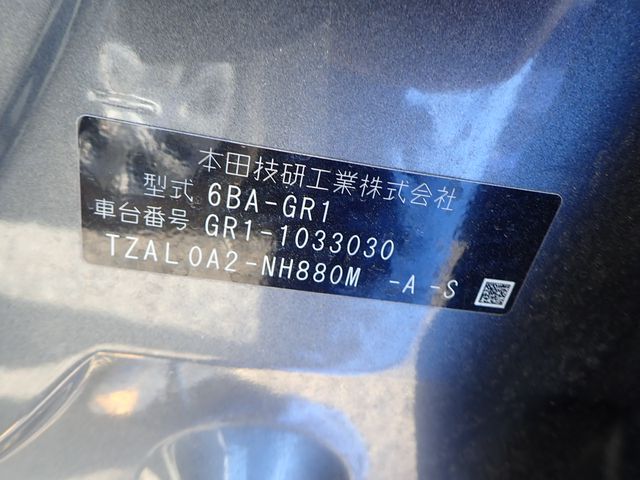 本田技研工業株式会社
型式 6BA-GR1
車台番号 GR1-1033030
TZAL0A2-NH880M -A -S